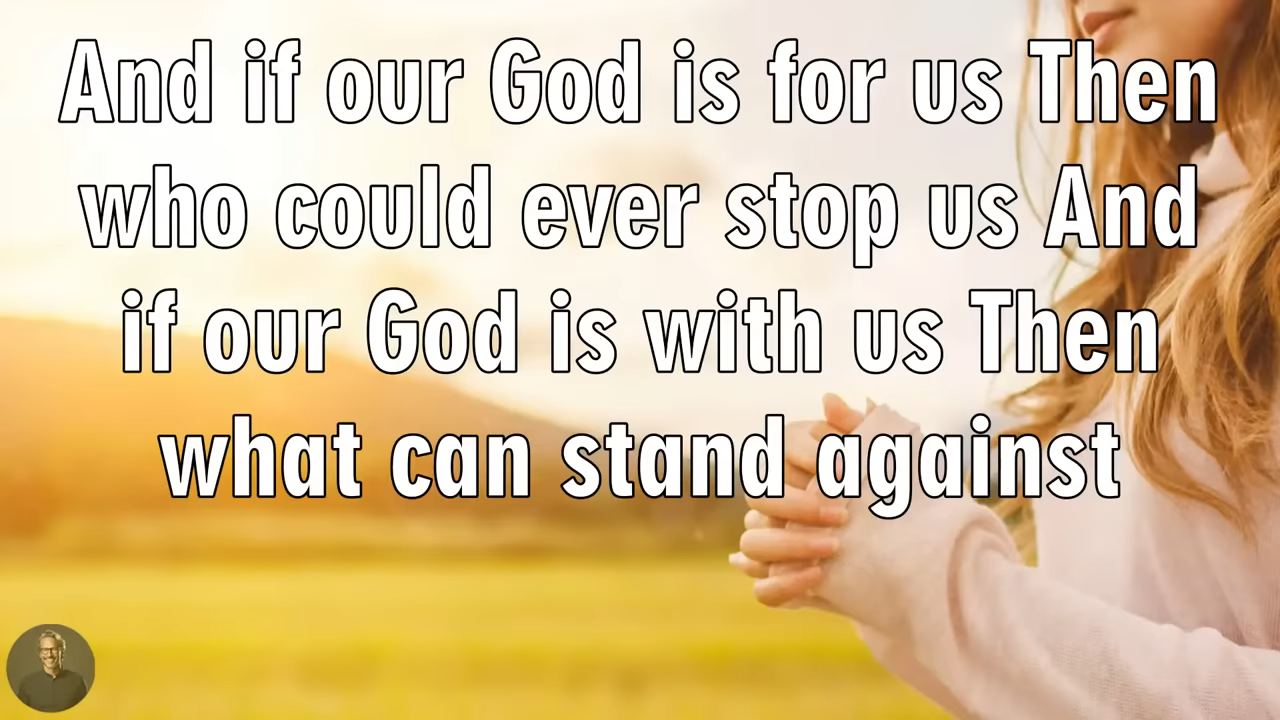 And if our God is for us Then
who could ever stop us And
if our God is with us Then
what can stand against